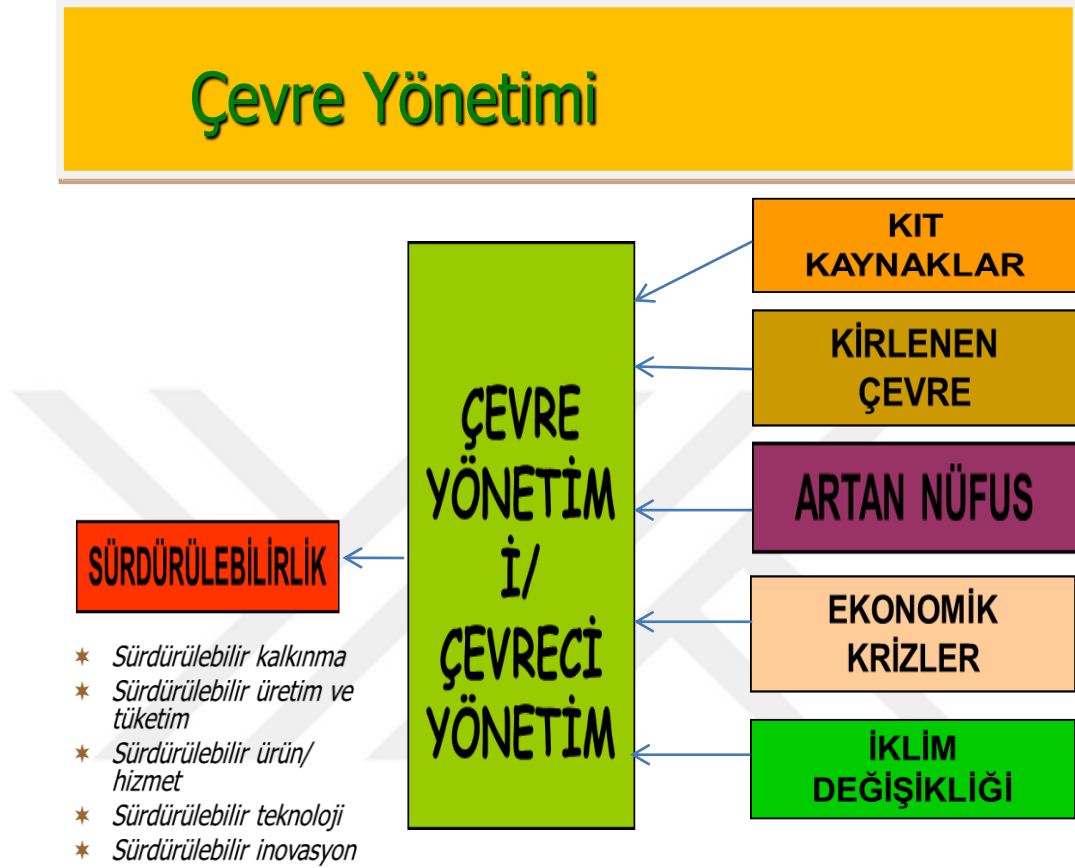 Çevre Yönetimi
KIT
KAYNAKLAR
KİRLENEN
ÇEVRE
ARTAN NÜFUS
EKONOMİK
KRİZLER
İKLİM
DEĞİŞİKLİĞİ
ÇEVRE
YÖNETİM
İ/
ÇEVRECİ
YÖNETİM
SÜRDÜRÜLEBİLİRLİK
Sürdürülebilir kalkınma
Sürdürülebilir üretim ve
tüketim
Sürdürülebilir ürün/
hizmet
Sürdürülebilir teknoloji
Sürdürülebilir inovasyon